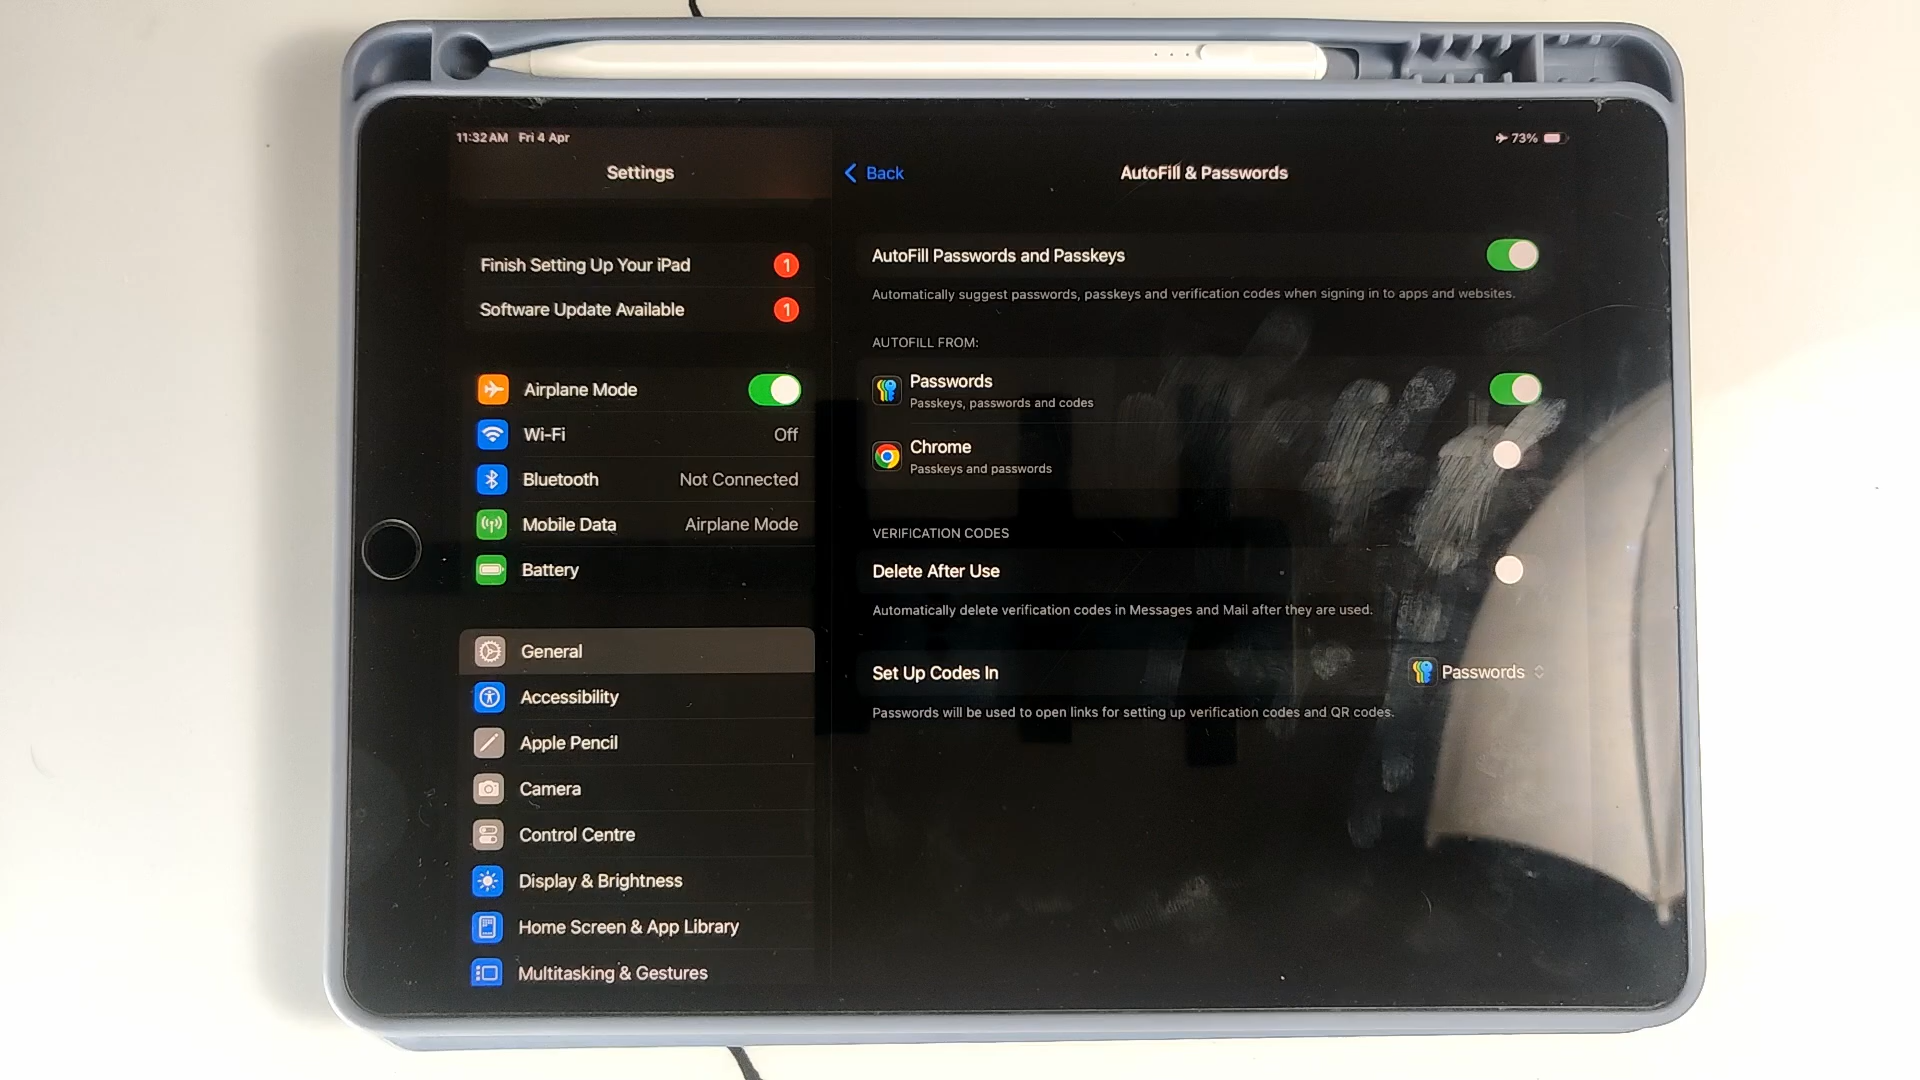 11:32 AM Fri 4 Apr
73%
Settings
Finish Setting Up Your iPad 1
Software Update Available 1
Airplane Mode
Wi-Fi Off
Bluetooth Not Connected
Mobile Data Airplane Mode
Battery
General
Accessibility
Apple Pencil
Camera
Control Centre
Display & Brightness
Home Screen & App Library
Multitasking & Gestures
Back
AutoFill & Passwords
AutoFill Passwords and Passkeys
Automatically suggest passwords, passkeys and verification codes when signing in to apps and websites.
AUTOFILL FROM:
Passwords
Passkeys, passwords and codes
Chrome
Passkeys and passwords
VERIFICATION CODES
Delete After Use
Automatically delete verification codes in Messages and Mail after they are used.
Set Up Codes In Passwords
Passwords will be used to open links for setting up verification codes and QR codes.